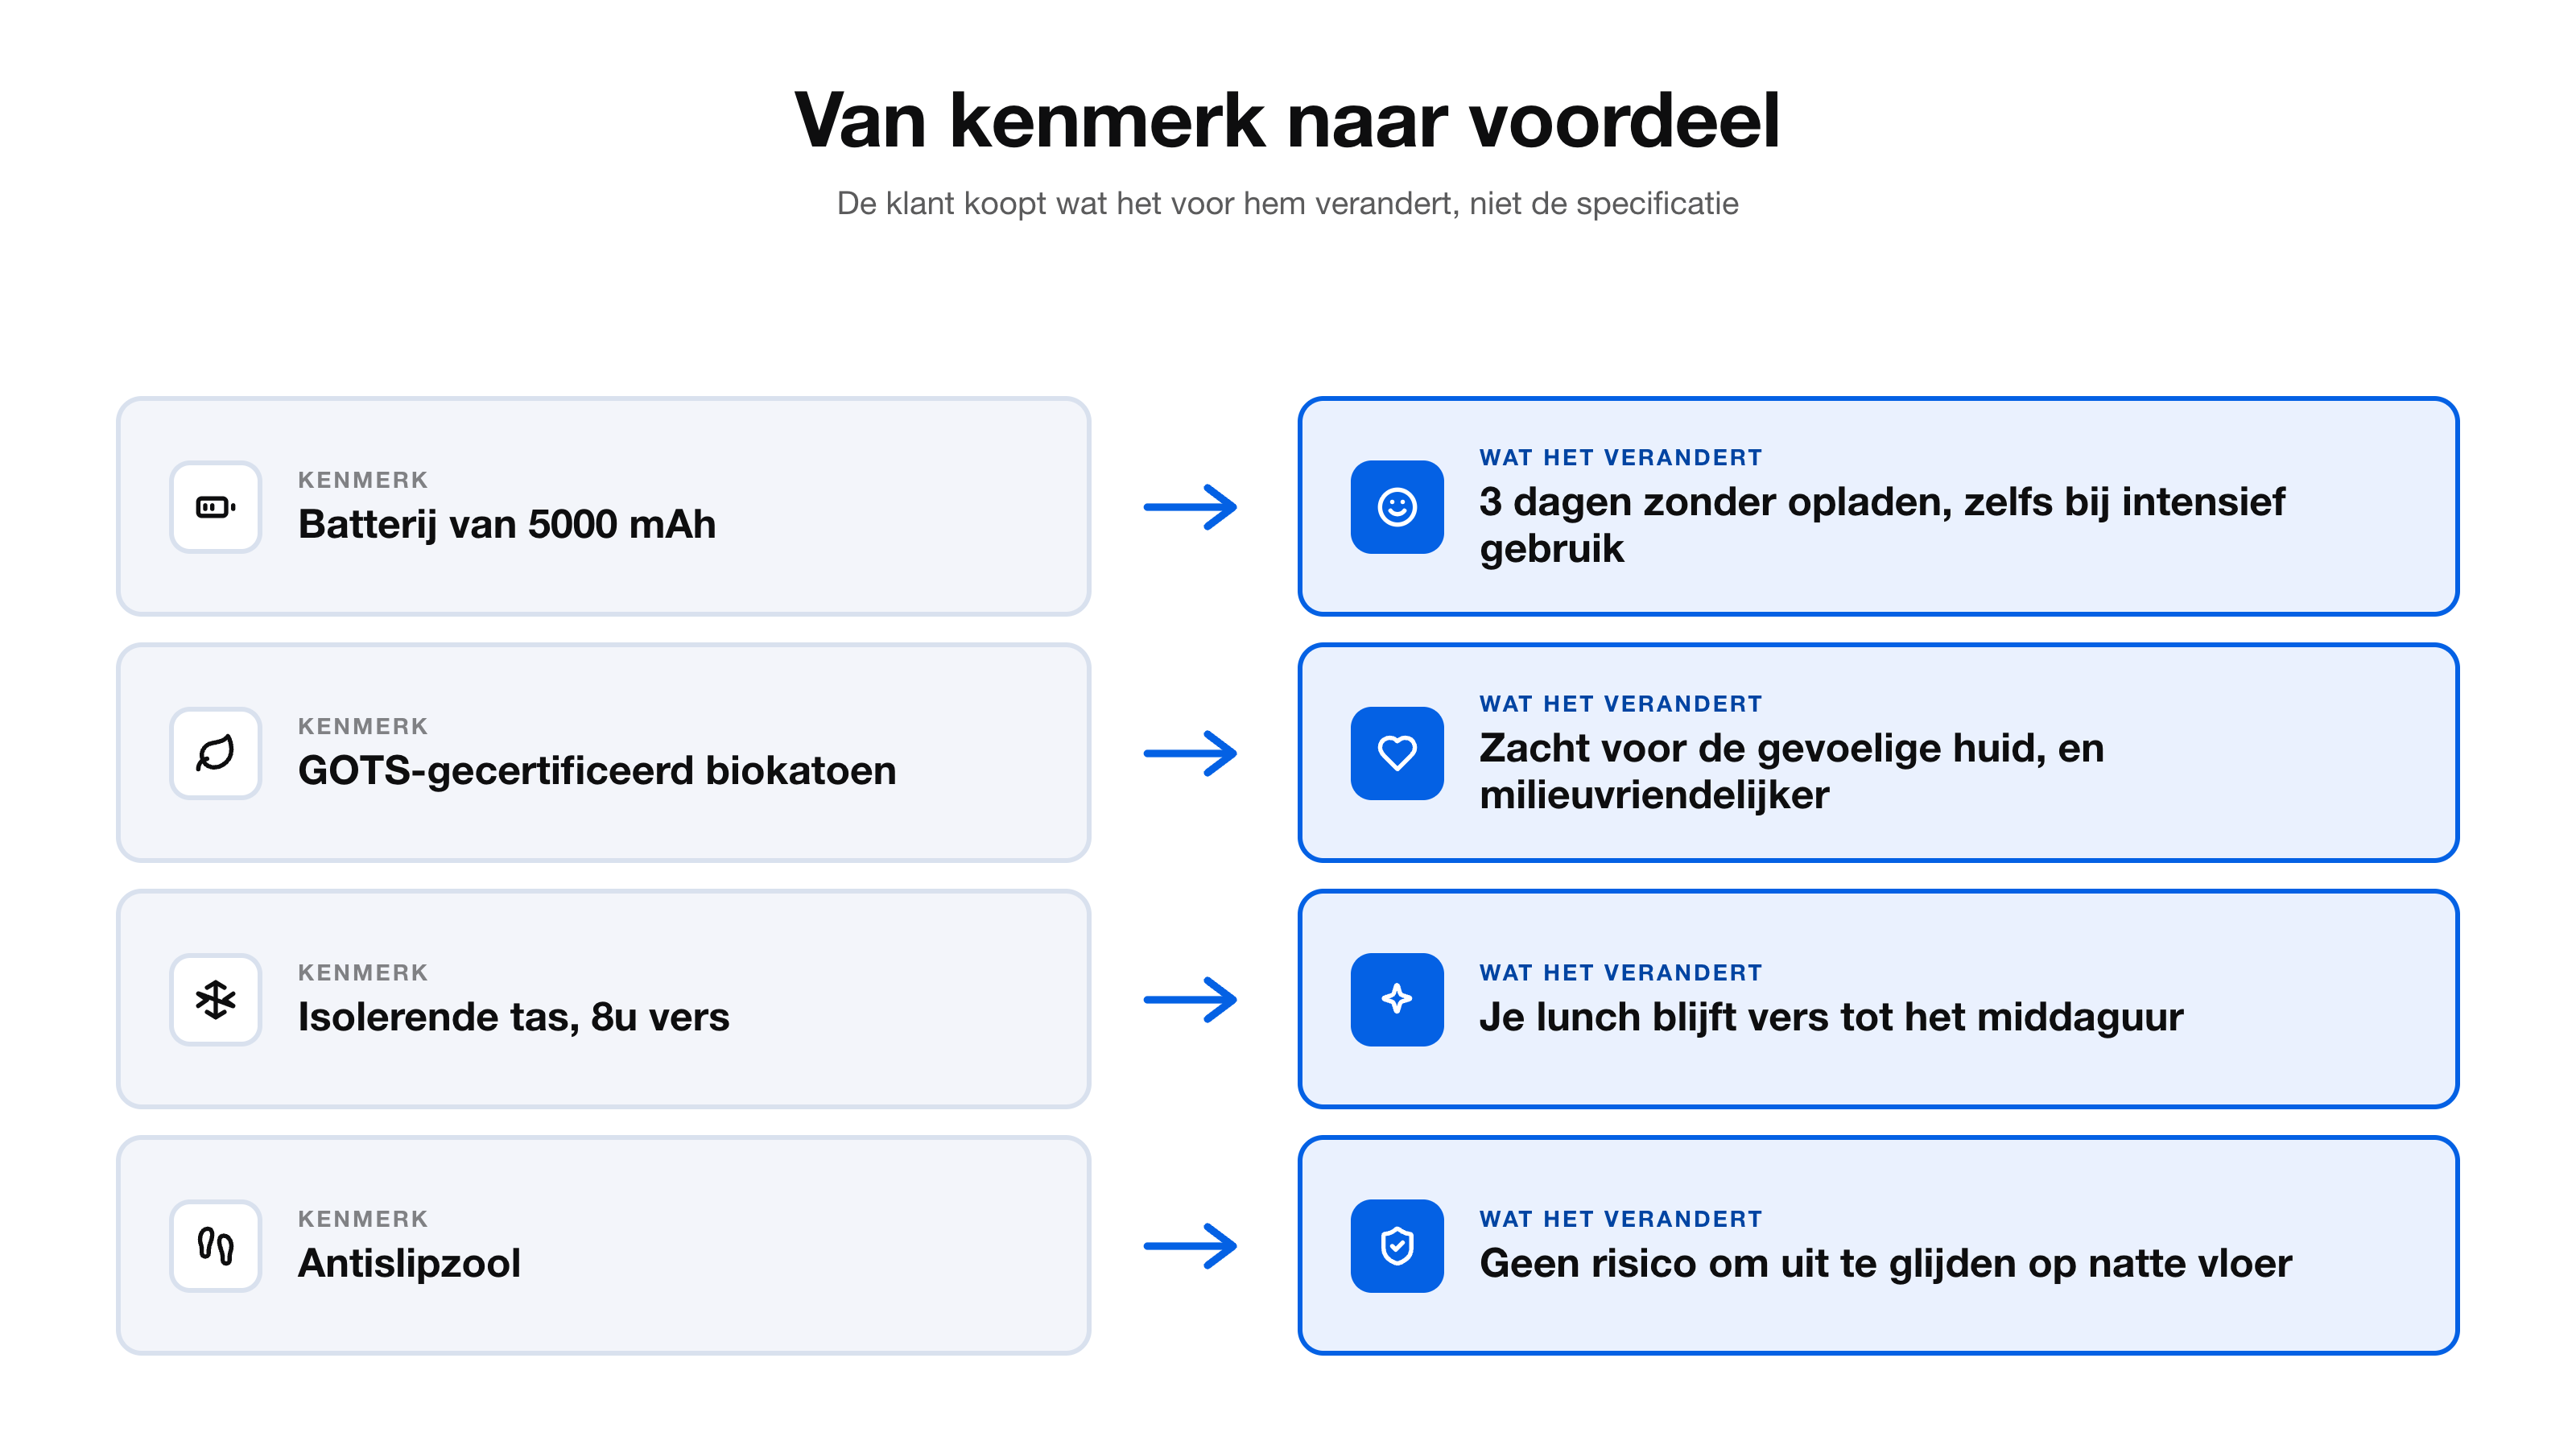 Van kenmerk naar voordeel
De klant koopt wat het voor hem verandert, niet de specificatie
KENMERK
Batterij van 5000 mAh
WAT HET VERANDERT
3 dagen zonder opladen, zelfs bij intensief
gebruik
KENMERK
GOTS-gecertificeerd biokatoen
WAT HET VERANDERT
Zacht voor de gevoelige huid, en
milieuvriendelijker
KENMERK
Isolerende tas, 8u vers
WAT HET VERANDERT
Je lunch blijft vers tot het middaguur
KENMERK
Antislipzool
WAT HET VERANDERT
Geen risico om uit te glijden op natte vloer